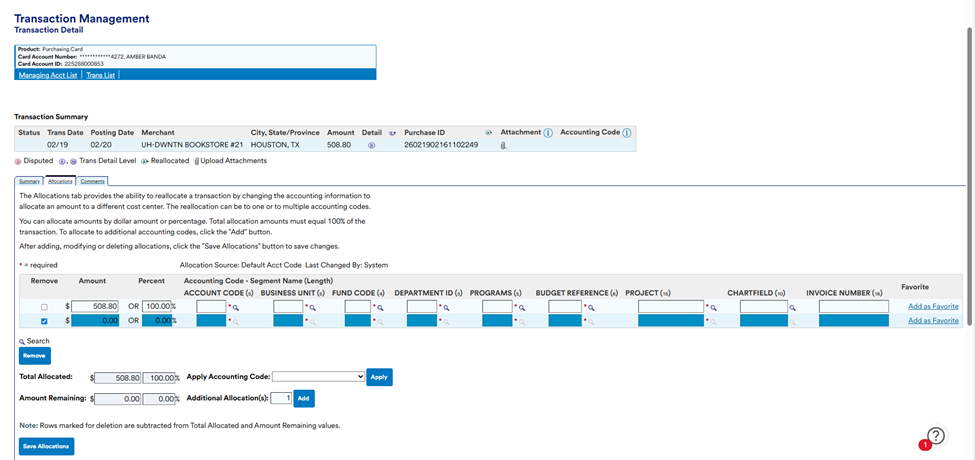 Transaction Management
Transaction Detail
Product: Purchasing Card
Card Account Number: ************4272, AMBER BANDA
Card Account ID: 225288000853
Managing Acct List | Trans List |
Transaction Summary
Status Trans Date Posting Date Merchant City, State/Province Amount Detail Purchase ID Attachment Accounting Code
02/19 02/20 UH-DWNTN BOOKSTORE #21 HOUSTON, TX 508.80 26021902161102249
Disputed , Trans Detail Level Reallocated Upload Attachments
Summary Allocations Comments
The Allocations tab provides the ability to reallocate a transaction by changing the accounting information to
allocate an amount to a different cost center. The reallocation can be to one or to multiple accounting codes.
You can allocate amounts by dollar amount or percentage. Total allocation amounts must equal 100% of the
transaction. To allocate to additional accounting codes, click the "Add" button.
After adding, modifying or deleting allocations, click the "Save Allocations" button to save changes.
* = required Allocation Source: Default Acct Code Last Changed By: System
Remove Amount Percent Accounting Code - Segment Name (Length) Favorite
ACCOUNT CODE (5) BUSINESS UNIT (5) FUND CODE (4) DEPARTMENT ID (5) PROGRAMS (5) BUDGET REFERENCE (6) PROJECT (15) CHARTFIELD (10) INVOICE NUMBER (16)
$ 508.80 OR 100.00% * * * * * * * Add as Favorite
$ 0.00 OR 0.00% * * * * * * * Add as Favorite
Search
Remove
Total Allocated: $ 508.80 100.00% Apply Accounting Code: Apply
Amount Remaining: $ 0.00 0.00% Additional Allocation(s): 1 Add
Note: Rows marked for deletion are subtracted from Total Allocated and Amount Remaining values.
Save Allocations
1 ?